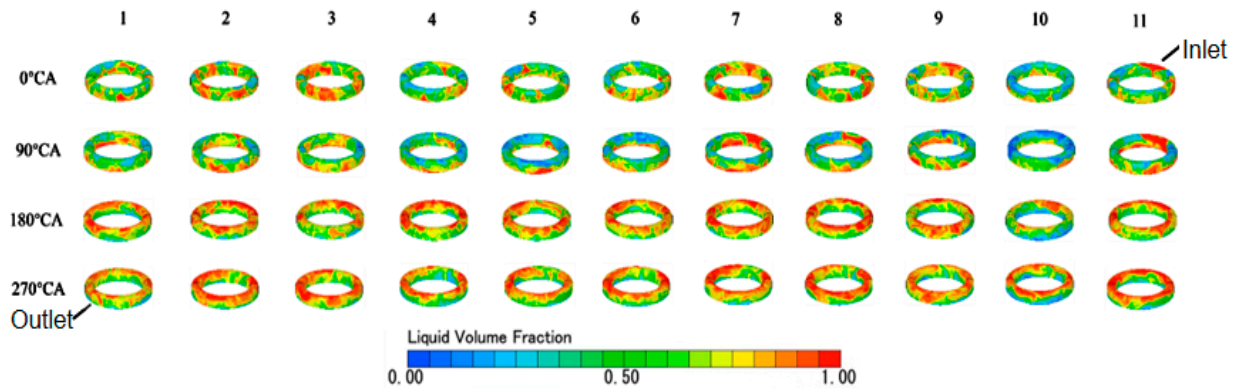 1 2 3 4 5 6 7 8 9 10 11
Inlet
0°CA
90°CA
180°CA
270°CA
Outlet
Liquid Volume Fraction
0.00 0.50 1.00